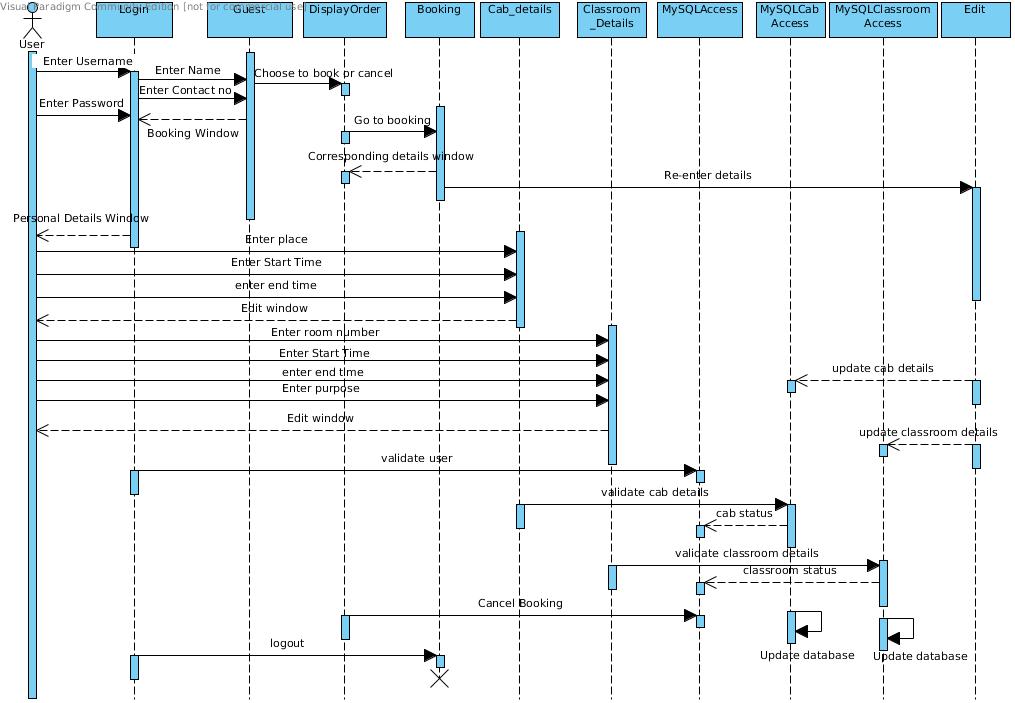 Visual Paradigm Community Edition [not for commercial use]
User
Login
Guest
DisplayOrder
Booking
Cab_details
Classroom
_Details
MySQLAccess
MySQLCab
Access
MySQLClassroom
Access
Edit
Enter Username
Enter Name
Choose to book or cancel
Enter Contact no
Enter Password
Go to booking
Booking Window
Corresponding details window
Re-enter details
Personal Details Window
Enter place
Enter Start Time
enter end time
Edit window
Enter room number
Enter Start Time
enter end time
update cab details
Enter purpose
Edit window
update classroom details
validate user
validate cab details
cab status
validate classroom details
classroom status
Cancel Booking
logout
Update database
Update database